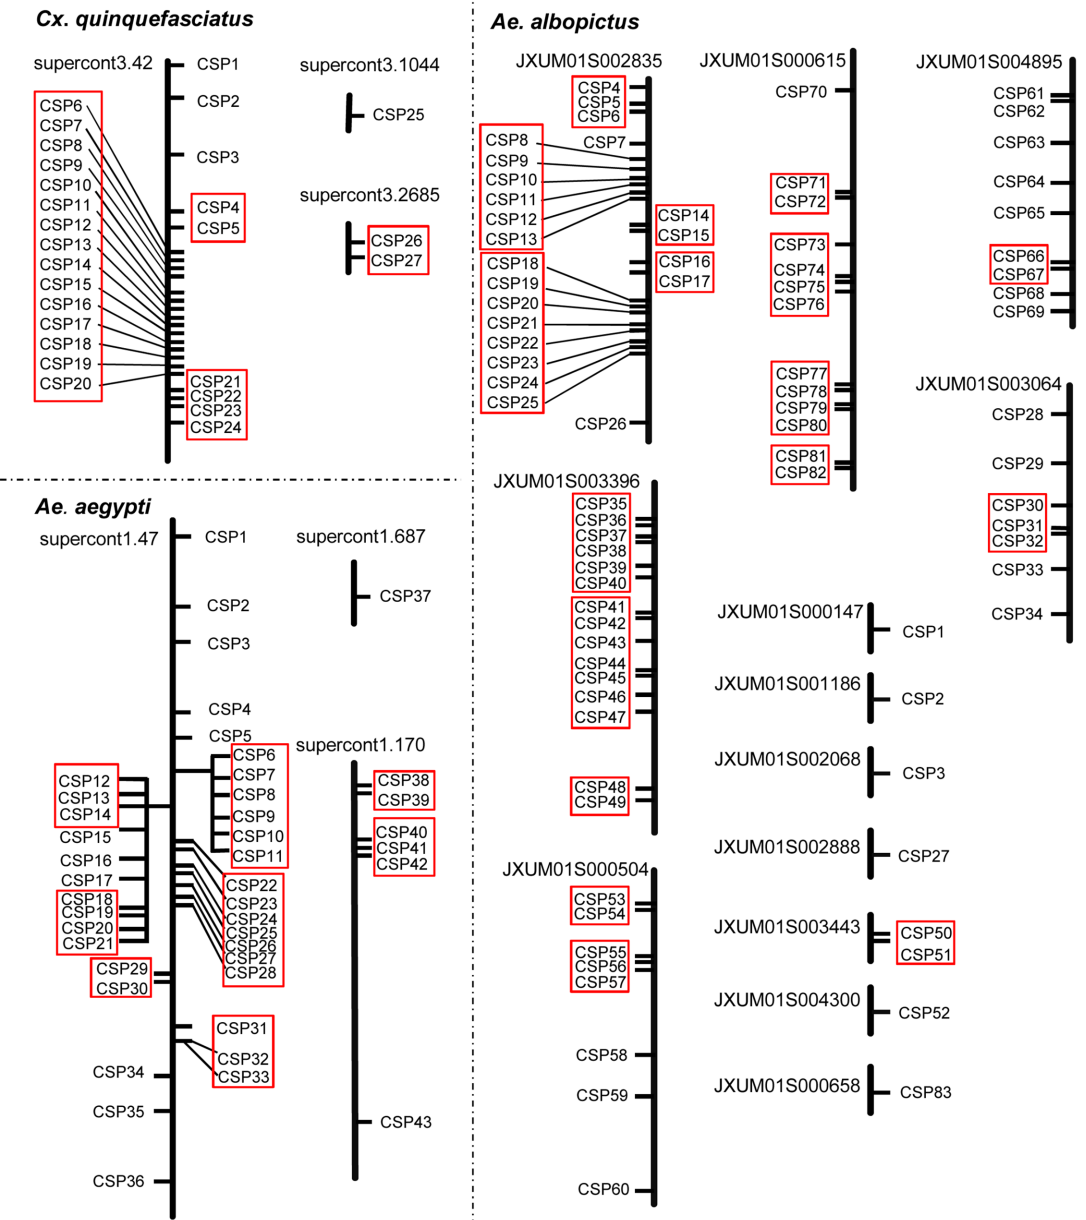 Cx. quinquefasciatus
supercont3.42
CSP1
CSP2
CSP3
CSP4
CSP5
CSP6
CSP7
CSP8
CSP9
CSP10
CSP11
CSP12
CSP13
CSP14
CSP15
CSP16
CSP17
CSP18
CSP19
CSP20
CSP21
CSP22
CSP23
CSP24
supercont3.1044
CSP25
supercont3.2685
CSP26
CSP27
Ae. aegypti
supercont1.47
CSP1
CSP2
CSP3
CSP4
CSP5
CSP6
CSP7
CSP8
CSP9
CSP10
CSP11
CSP12
CSP13
CSP14
CSP15
CSP16
CSP17
CSP18
CSP19
CSP20
CSP21
CSP22
CSP23
CSP24
CSP25
CSP26
CSP27
CSP28
CSP29
CSP30
CSP31
CSP32
CSP33
CSP34
CSP35
CSP36
supercont1.687
CSP37
supercont1.170
CSP38
CSP39
CSP40
CSP41
CSP42
CSP43
Ae. albopictus
JXUM01S002835
CSP4
CSP5
CSP6
CSP7
CSP8
CSP9
CSP10
CSP11
CSP12
CSP13
CSP14
CSP15
CSP16
CSP17
CSP18
CSP19
CSP20
CSP21
CSP22
CSP23
CSP24
CSP25
CSP26
JXUM01S003396
CSP35
CSP36
CSP37
CSP38
CSP39
CSP40
CSP41
CSP42
CSP43
CSP44
CSP45
CSP46
CSP47
CSP48
CSP49
JXUM01S000504
CSP53
CSP54
CSP55
CSP56
CSP57
CSP58
CSP59
CSP60
JXUM01S000615
CSP70
CSP71
CSP72
CSP73
CSP74
CSP75
CSP76
CSP77
CSP78
CSP79
CSP80
CSP81
CSP82
JXUM01S004895
CSP61
CSP62
CSP63
CSP64
CSP65
CSP66
CSP67
CSP68
CSP69
JXUM01S003064
CSP28
CSP29
CSP30
CSP31
CSP32
CSP33
CSP34
JXUM01S000147
CSP1
JXUM01S001186
CSP2
JXUM01S002068
CSP3
JXUM01S002888
CSP27
JXUM01S003443
CSP50
CSP51
JXUM01S004300
CSP52
JXUM01S000658
CSP83